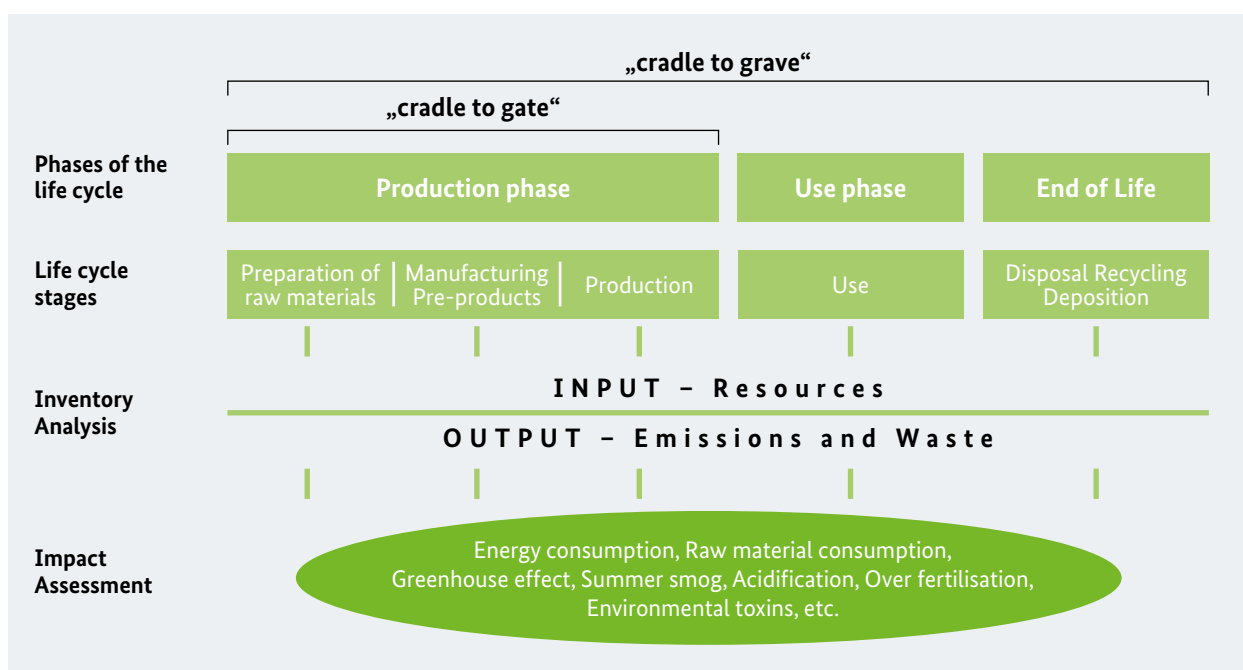 „cradle to grave“
„cradle to gate“
Phases of the
life cycle
Production phase
Use phase
End of Life
Life cycle
stages
Preparation of
raw materials
Manufacturing
Pre-products
Production
Use
Disposal Recycling
Deposition
Inventory
Analysis
INPUT – Resources
OUTPUT – Emissions and Waste
Impact
Assessment
Energy consumption, Raw material consumption,
Greenhouse effect, Summer smog, Acidification, Over fertilisation,
Environmental toxins, etc.